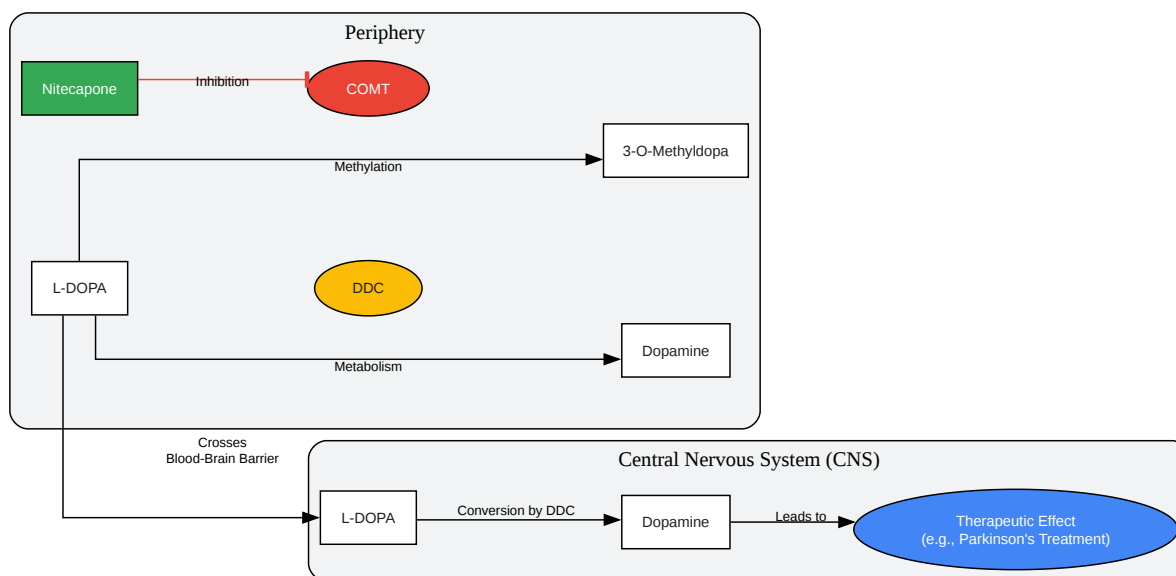 Periphery
Nitecapone
Inhibition
COMT
3-O-Methyldopa
Methylation
L-DOPA
DDC
Dopamine
Metabolism
Crosses
Blood-Brain Barrier
Central Nervous System (CNS)
L-DOPA
Conversion by DDC
Dopamine
Leads to
Therapeutic Effect
(e.g., Parkinson's Treatment)